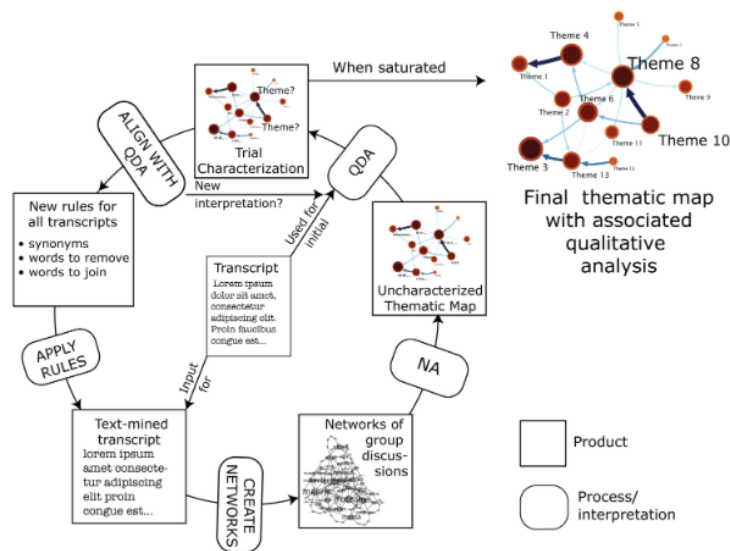 Theme 4
Theme 1
Theme 5
Theme 7
Theme 8
Theme 9
Theme 2
Theme 6
Theme 10
Theme 11
Theme 3
Theme 13
Theme 12
Final thematic map
with associated
qualitative
analysis
When saturated
Theme?
Theme?
Trial
Characterization
ALIGN WITH
QDA
New
interpretation?
QDA
Used for
initial
New rules for
all transcripts
• synonyms
• words to remove
• words to join
Transcript
Lorem ipsum
dolor sit amet,
consectetur
adipiscing elit.
Proin faucibus
congue est...
Uncharacterized
Thematic Map
APPLY
RULES
Input
for
NA
Text-mined
transcript
lorem ipsum
amet consecte-
tur adipiscing
elit proin
congue est...
CREATE
NETWORKS
Networks of
group
discus-
sions
Product
Process/
interpretation